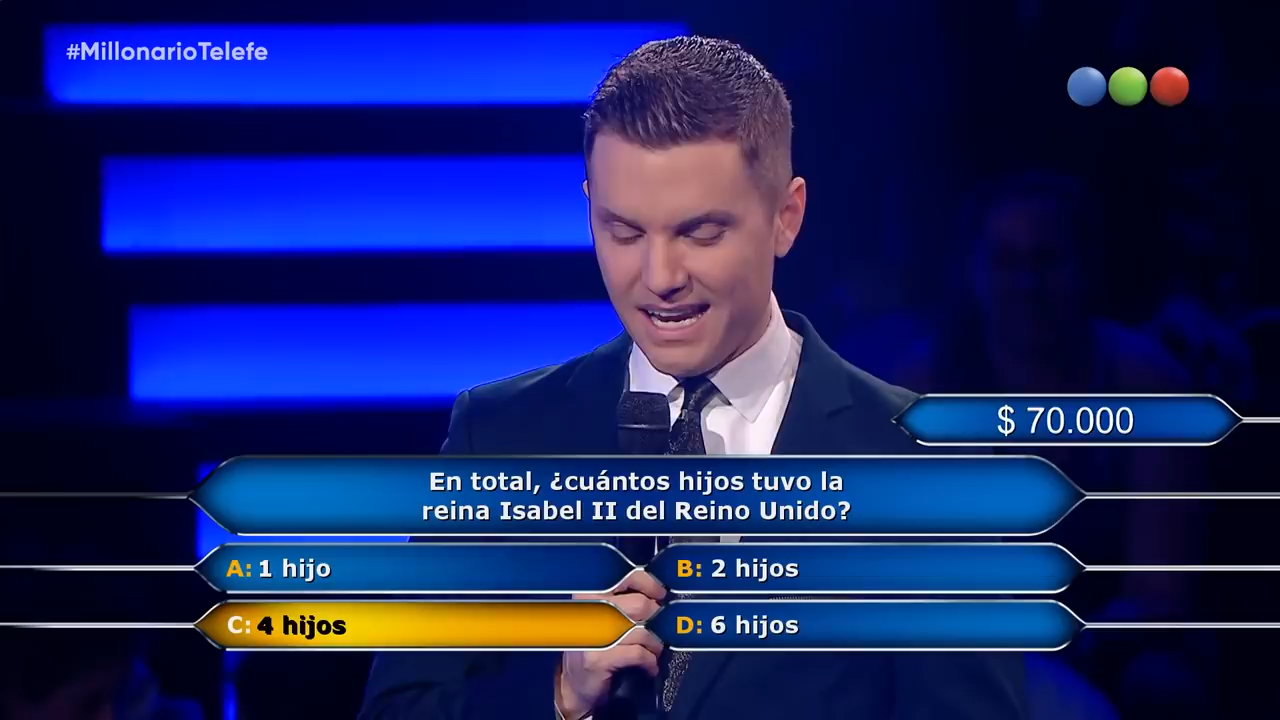 #MillonarioTelefe
$ 70.000
En total, ¿cuántos hijos tuvo la
reina Isabel II del Reino Unido?
A: 1 hijo
B: 2 hijos
C: 4 hijos
D: 6 hijos